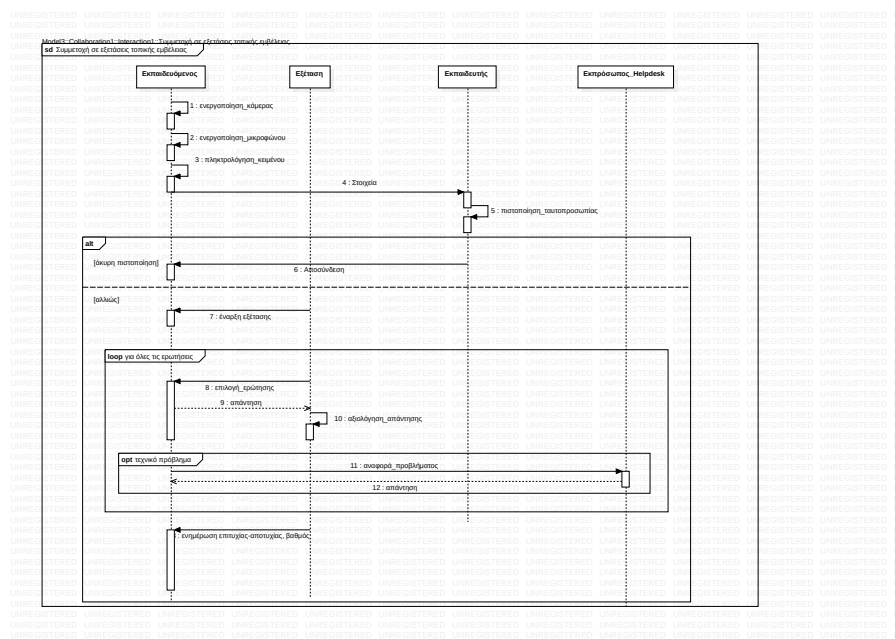 Model3::Collaboration1::Interaction1::Συμμετοχή σε εξετάσεις τοπικής εμβέλειας
sd Συμμετοχή σε εξετάσεις τοπικής εμβέλειας
Εκπαιδευόμενος Εξέταση Εκπαιδευτής Εκπρόσωπος_Helpdesk
1 : ενεργοποίηση_κάμερας
2 : ενεργοποίηση_μικροφώνου
3 : πληκτρολόγηση_κειμένου
4 : Στοιχεία
5 : πιστοποίηση_ταυτοπροσωπίας
alt
[άκυρη πιστοποίηση]
6 : Αποσύνδεση
[αλλιώς]
7 : έναρξη εξέτασης
loop για όλες τις ερωτήσεις
8 : επιλογή_ερώτησης
9 : απάντηση
10 : αξιολόγηση_απάντησης
opt τεχνικό πρόβλημα
11 : αναφορά_προβλήματος
12 : απάντηση
: ενημέρωση επιτυχίας-αποτυχίας, βαθμός
UNREGISTERED